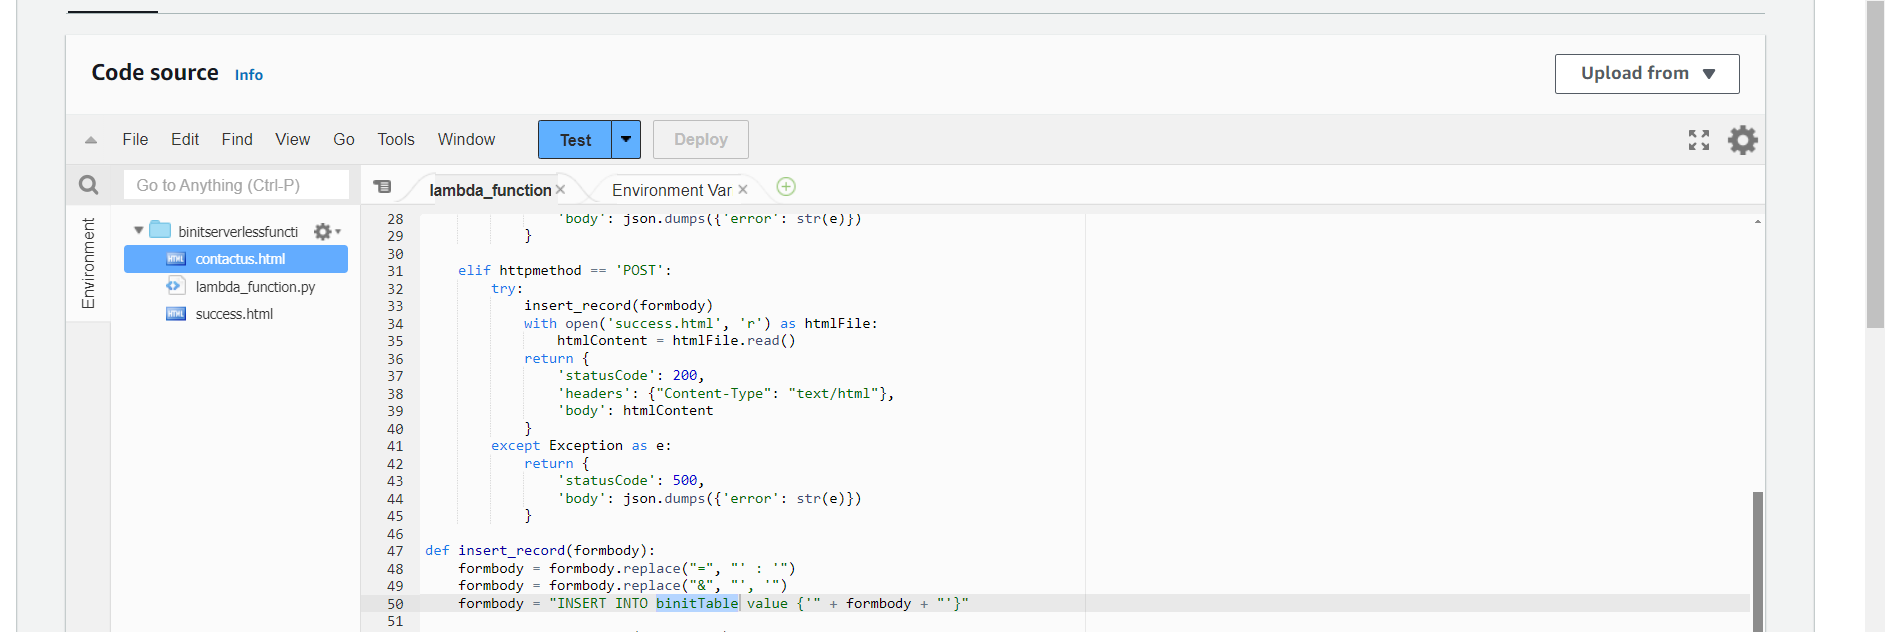 Code source Info
Upload from
File Edit Find View Go Tools Window Test Deploy
Go to Anything (Ctrl-P)
lambda_function × Environment Var ×
Environment
binitserverlessfuncti
contactus.html
lambda_function.py
success.html
28 'body': json.dumps({'error': str(e)})
29 }
30
31 elif httpmethod == 'POST':
32 try:
33 insert_record(formbody)
34 with open('success.html', 'r') as htmlFile:
35 htmlContent = htmlFile.read()
36 return {
37 'statusCode': 200,
38 'headers': {"Content-Type": "text/html"},
39 'body': htmlContent
40 }
41 except Exception as e:
42 return {
43 'statusCode': 500,
44 'body': json.dumps({'error': str(e)})
45 }
46
47 def insert_record(formbody):
48 formbody = formbody.replace("=", "' : '")
49 formbody = formbody.replace("&", "', '")
50 formbody = "INSERT INTO binitTable value {'" + formbody + "'}"
51